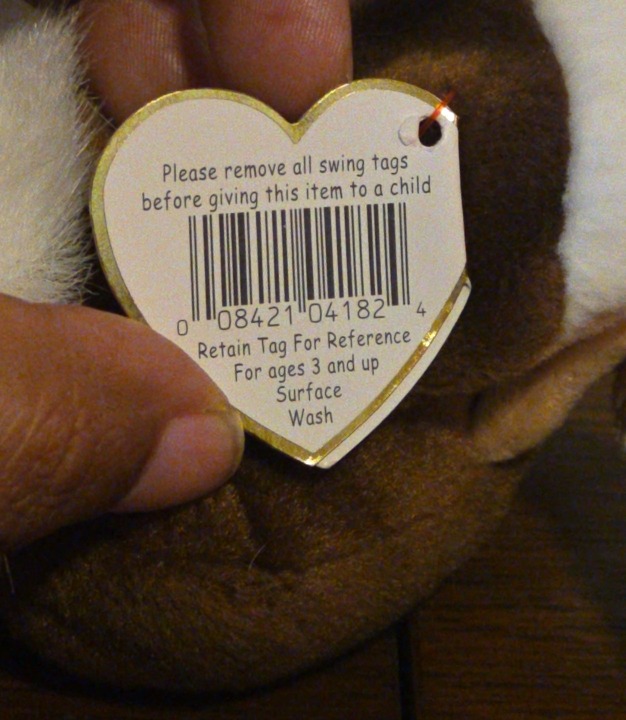 Please remove all swing tags
before giving this item to a child
0 08421 04182 4
Retain Tag For Reference
For ages 3 and up
Surface
Wash